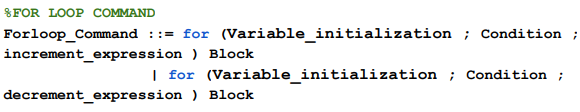 %FOR LOOP COMMAND
Forloop_Command ::= for (Variable_initialization ; Condition ;
increment_expression ) Block
| for (Variable_initialization ; Condition ;
decrement_expression ) Block